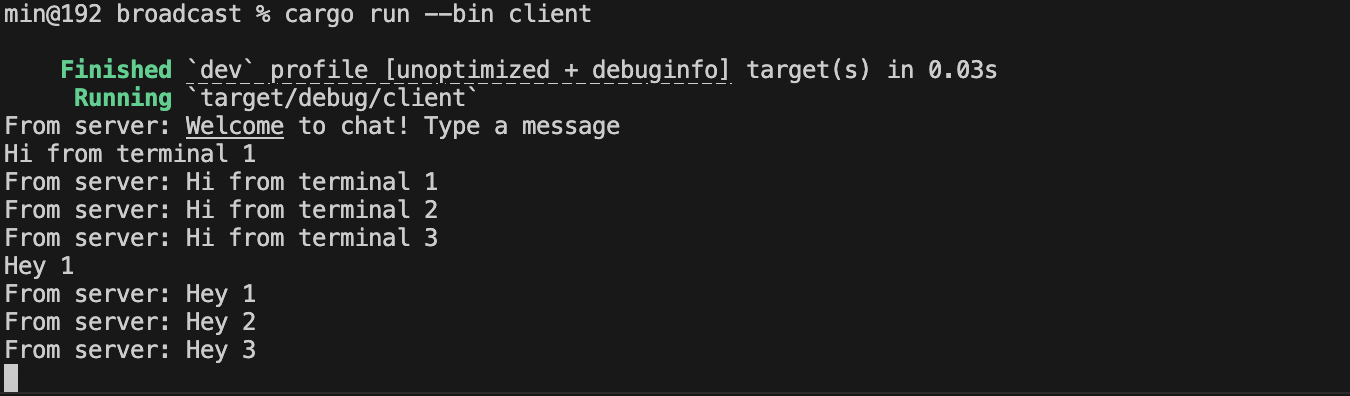 min@192 broadcast % cargo run --bin client
Finished `dev` profile [unoptimized + debuginfo] target(s) in 0.03s
Running `target/debug/client`
From server: Welcome to chat! Type a message
Hi from terminal 1
From server: Hi from terminal 1
From server: Hi from terminal 2
From server: Hi from terminal 3
Hey 1
From server: Hey 1
From server: Hey 2
From server: Hey 3